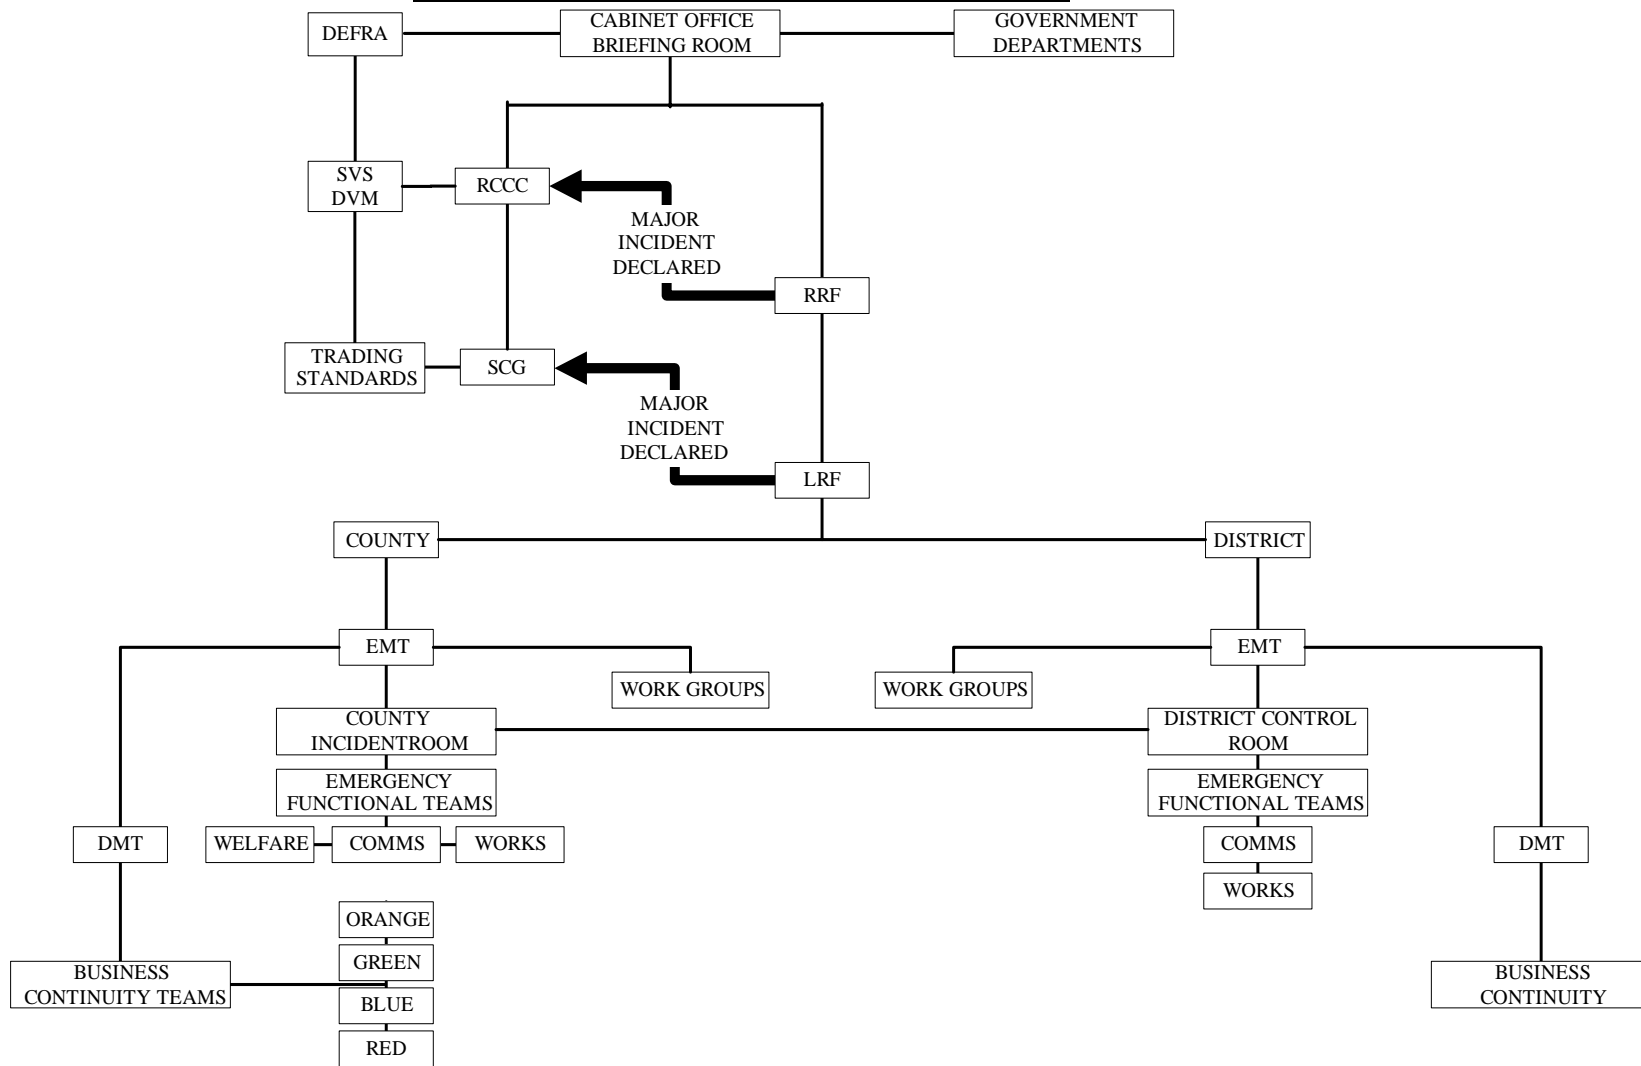 DEFRA
CABINET OFFICE
BRIEFING ROOM
GOVERNMENT
DEPARTMENTS
SVS
DVM
RCCC
MAJOR
INCIDENT
DECLARED
RRF
TRADING
STANDARDS
SCG
MAJOR
INCIDENT
DECLARED
LRF
COUNTY
DISTRICT
EMT
EMT
WORK GROUPS
WORK GROUPS
COUNTY
INCIDENTROOM
DISTRICT CONTROL
ROOM
EMERGENCY
FUNCTIONAL TEAMS
EMERGENCY
FUNCTIONAL TEAMS
DMT
WELFARE
COMMS
WORKS
COMMS
DMT
WORKS
ORANGE
GREEN
BUSINESS
CONTINUITY TEAMS
BUSINESS
CONTINUITY
BLUE
RED